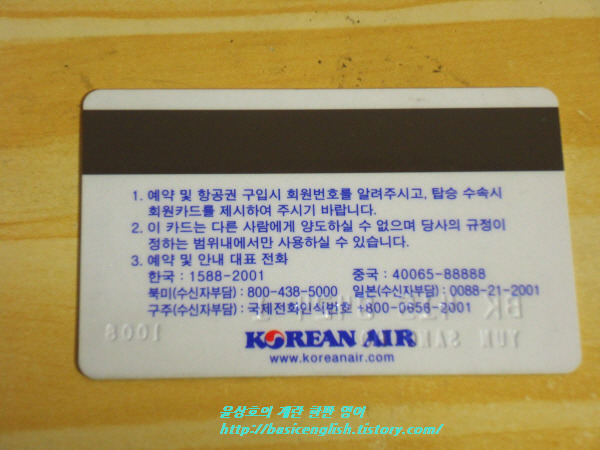 1. 예약 및 항공권 구입시 회원번호를 알려주시고, 탑승 수속시
회원카드를 제시하여 주시기 바랍니다.
2. 이 카드는 다른 사람에게 양도하실 수 없으며 당사의 규정이
정하는 범위내에서만 사용하실 수 있습니다.
3. 예약 및 안내 대표 전화
한국 : 1588-2001 중국 : 40065-88888
북미(수신자부담) : 800-438-5000 일본(수신자부담) : 0088-21-2001
구주(수신자부담) : 국제전화인식번호 +800-0656-2001
BK
1008 YUN SANG
KOREAN AIR
www.koreanair.com
윤상호의 계란 한판 영어
http://basicenglish.tistory.com/